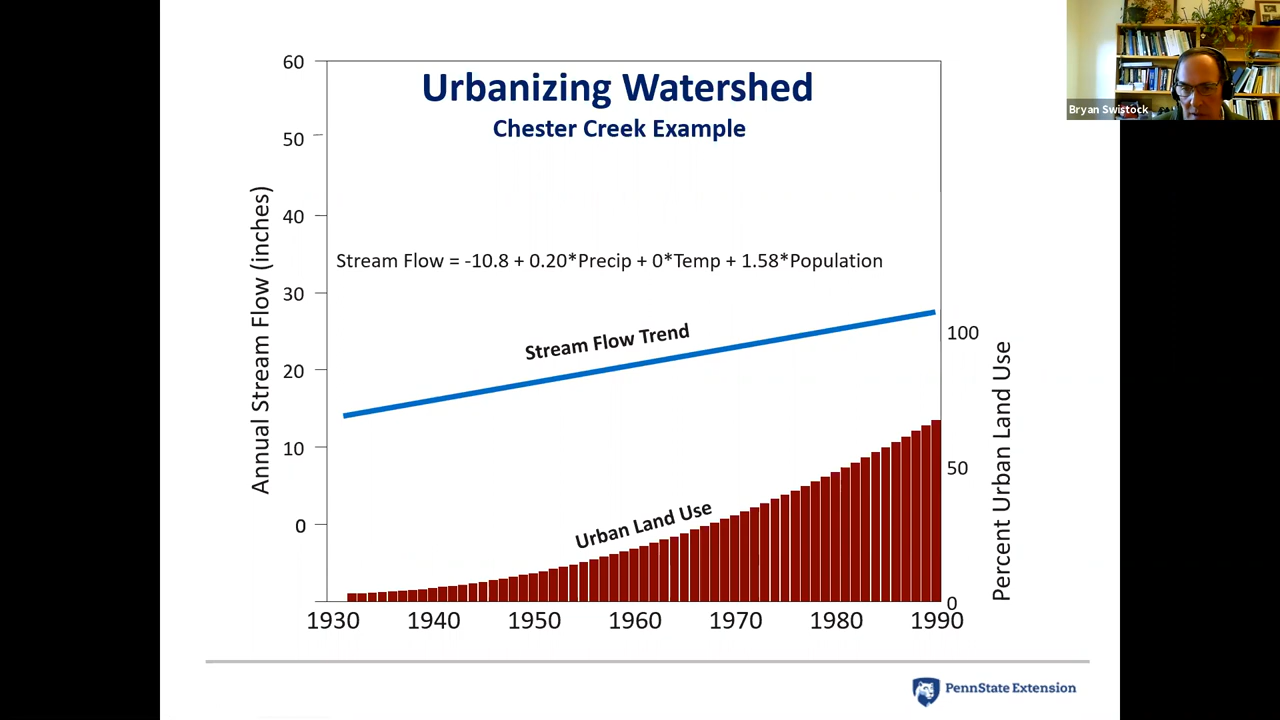 Urbanizing Watershed
Chester Creek Example
Bryan Swistock
Annual Stream Flow (inches)
60
50
40
30
20
10
0
Stream Flow = -10.8 + 0.20*Precip + 0*Temp + 1.58*Population
Stream Flow Trend
Urban Land Use
100
50
0
Percent Urban Land Use
1930 1940 1950 1960 1970 1980 1990
PennState Extension